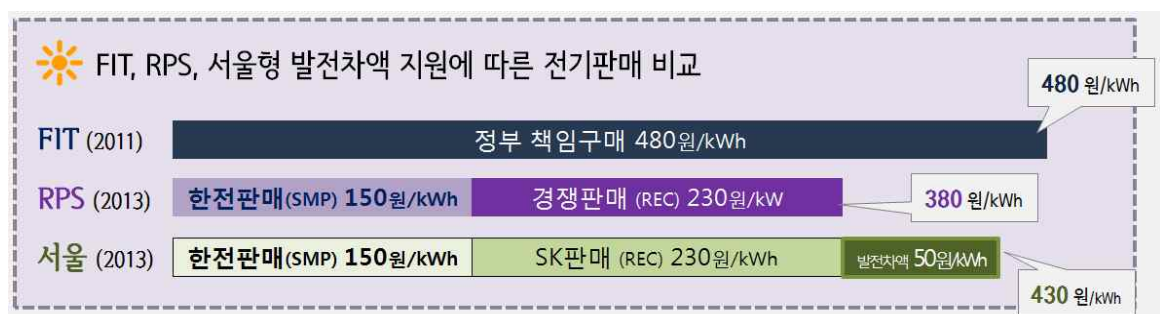 FIT, RPS, 서울형 발전차액 지원에 따른 전기판매 비교
480 원/kWh
FIT (2011) 정부 책임구매 480원/kWh
RPS (2013) 한전판매(SMP) 150원/kWh 경쟁판매 (REC) 230원/kW 380 원/kWh
서울 (2013) 한전판매(SMP) 150원/kWh SK판매 (REC) 230원/kWh 발전차액 50원/kWh
430 원/kWh